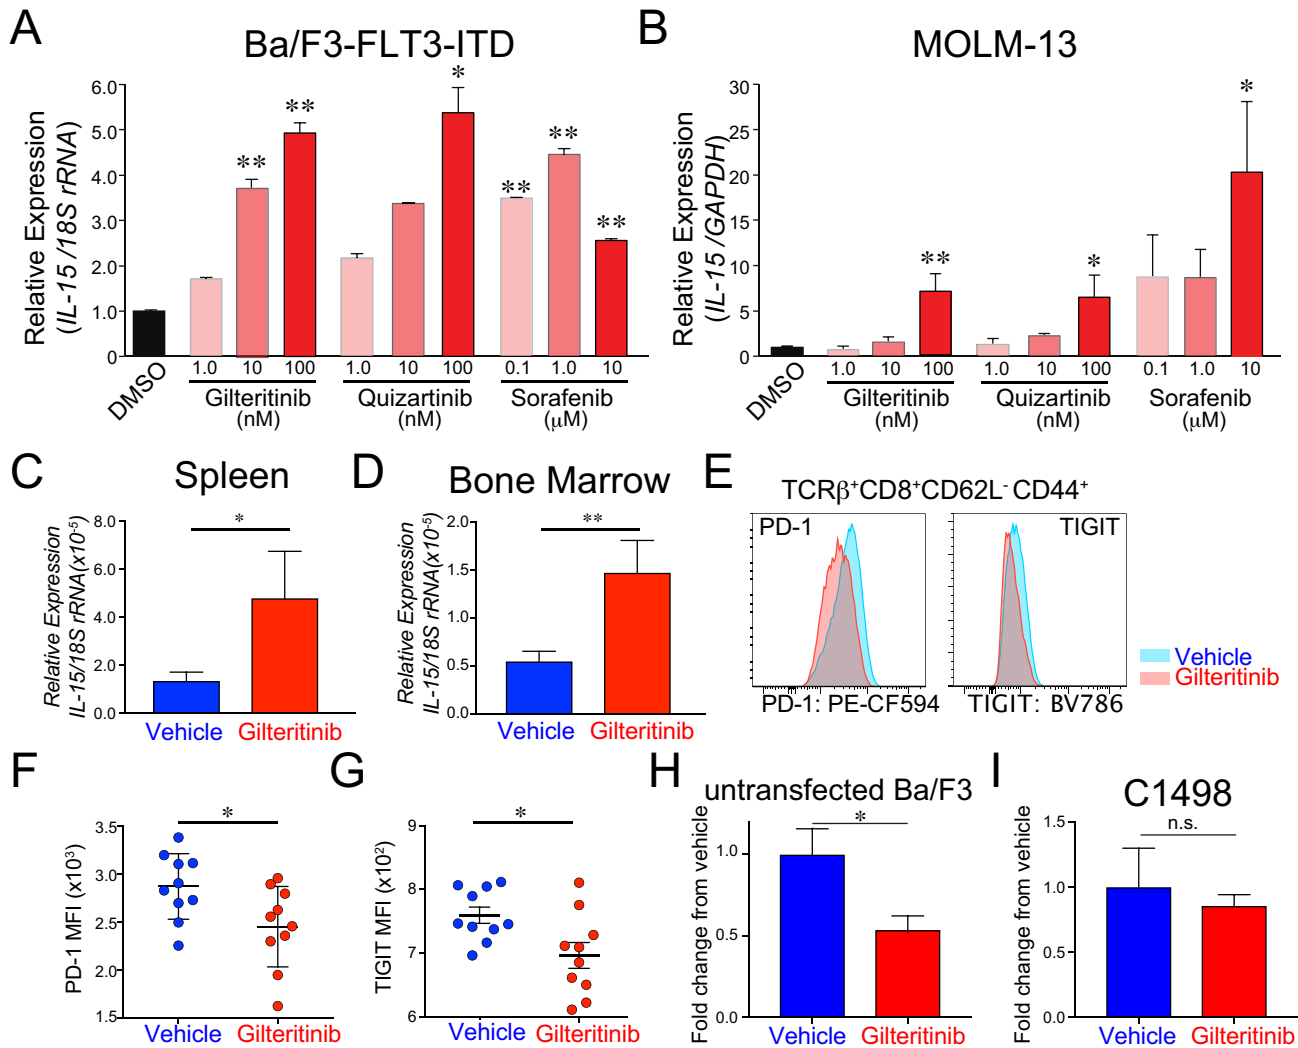 A
Ba/F3-FLT3-ITD
Relative Expression
(IL-15 /18S rRNA)
6.0
5.0
4.0
3.0
2.0
1.0
0
** ** * ** ** **
DMSO
1.0 10 100 1.0 10 100 0.1 1.0 10
Gilteritinib Quizartinib Sorafenib
(nM) (nM) (μM)
B
MOLM-13
Relative Expression
(IL-15 /GAPDH)
30
25
20
15
10
5
0
** * *
DMSO
1.0 10 100 1.0 10 100 0.1 1.0 10
Gilteritinib Quizartinib Sorafenib
(nM) (nM) (μM)
C
Spleen
Relative Expression
IL-15/18S rRNA(x10-5)
8.0
6.0
4.0
2.0
0.0
*
Vehicle Gilteritinib
D
Bone Marrow
Relative Expression
IL-15/18S rRNA(x10-5)
2.0
1.5
1.0
0.5
0.0
**
Vehicle Gilteritinib
E
TCRβ+CD8+CD62L- CD44+
PD-1
TIGIT
PD-1: PE-CF594
TIGIT: BV786
Vehicle
Gilteritinib
F
PD-1 MFI (x103)
3.5
3.0
2.5
2.0
1.5
*
Vehicle Gilteritinib
G
TIGIT MFI (x102)
9
8
7
6
*
Vehicle Gilteritinib
H
untransfected Ba/F3
Fold change from vehicle
1.0
0.5
0.0
*
Vehicle Gilteritinib
I
C1498
Fold change from vehicle
1.5
1.0
0.5
0.0
n.s.
Vehicle Gilteritinib